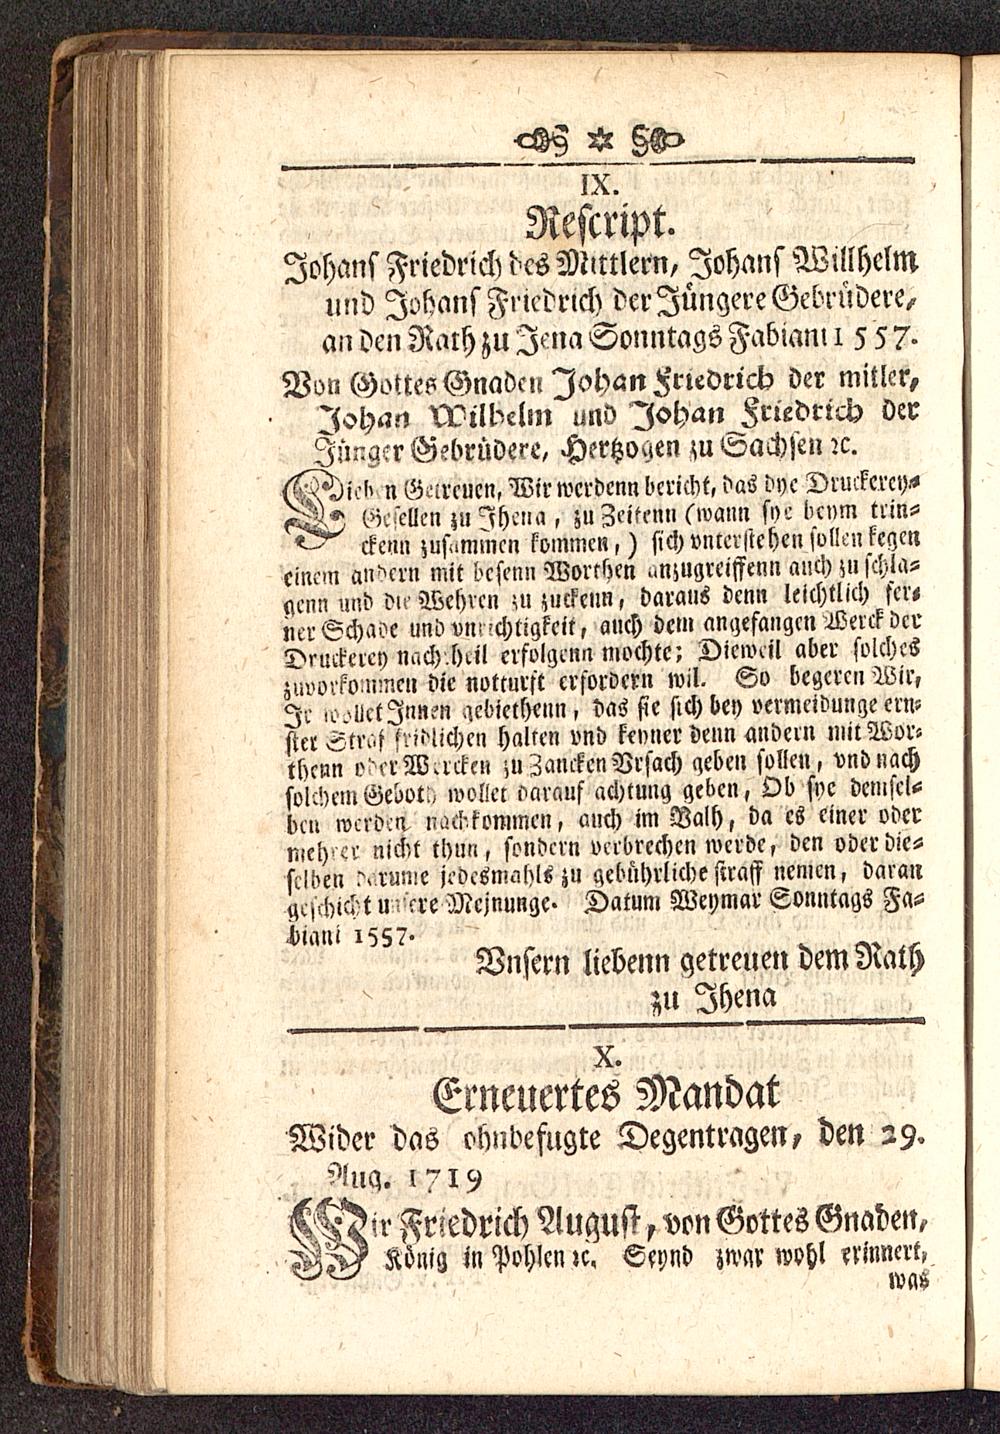 IX.
Rescript.
Johans Friedrich des Mittlern, Johans Willhelm
und Johans Friedrich der Jüngere Gebrüdere,
an den Rath zu Jena Sonntags Fabiani 1557.
Von Gottes Gnaden Johan Friedrich der mitler,
Johan Wilhelm und Johan Friedrich der
Jünger Gebrüdere, Hertzogen zu Sachsen ꝛc.
Lieben Getreuen, Wir werdenn bericht, das dye Druckerey-
Gesellen zu Jhena, zu Zeitenn (wann sye beym trin-
ckenn zusammen kommen,) sich vnterstehen sollen kegen
einem andern mit besenn Worthen anzugreiffenn auch zu schla-
genn und die Wehren zu zuckenn, daraus denn leichtlich fer-
ner Schade und vnrichtigkeit, auch dem angefangen Werck der
Druckerey nachtheil erfolgenn mochte; Dieweil aber solches
zuvorkommen die notturft erfordern wil. So begeren Wir,
Ir wollet Innen gebiethenn, das sie sich bey vermeidunge ern-
ster Straf fridlichen halten vnd keyner denn andern mit Wor-
thenn oder Wercken zu Zancken Vrsach geben sollen, vnd nach
solchem Geboth wollet darauf achtung geben, Ob sye demsel-
ben werden nachkommen, auch im Valh, da es einer oder
mehrer nicht thun, sondern verbrechen werde, den oder die-
selben darume jedesmahls zu gebührliche straff nemen, daran
geschicht unsere Mejnunge. Datum Weymar Sonntags Fa-
biani 1557.
Vnsern liebenn getreuen dem Rath
zu Jhena
X.
Erneuertes Mandat
Wider das ohnbefugte Degentragen, den 29.
Aug. 1719
Wir Friedrich August, von Gottes Gnaden,
König in Pohlen ꝛc. Seynd zwar wohl erinnert,
was